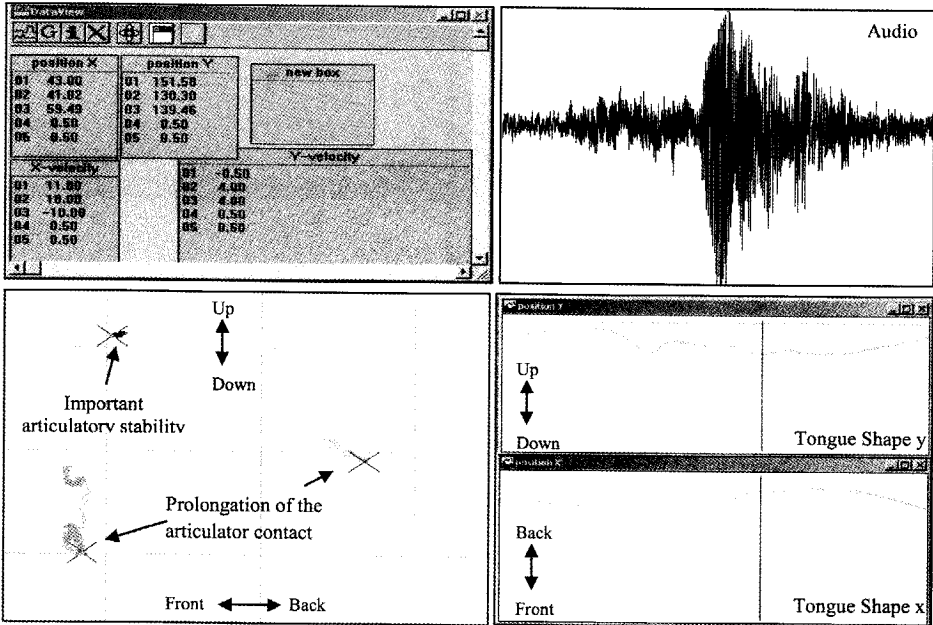 DataView
position X
01 43.00
02 41.02
03 59.49
04 0.50
05 0.50
position Y
01 151.50
02 130.30
03 139.46
04 0.50
05 0.50
new box
X-velocity
01 11.00
02 10.00
03 -10.00
04 0.50
05 0.50
Y-velocity
01 -0.50
02 4.00
03 4.00
04 0.50
05 0.50
Audio
Up
Down
Important
articulatory stability
Prolongation of the
articulator contact
Front
Back
position Y
Up
Down
Tongue Shape y
position X
Back
Front
Tongue Shape x